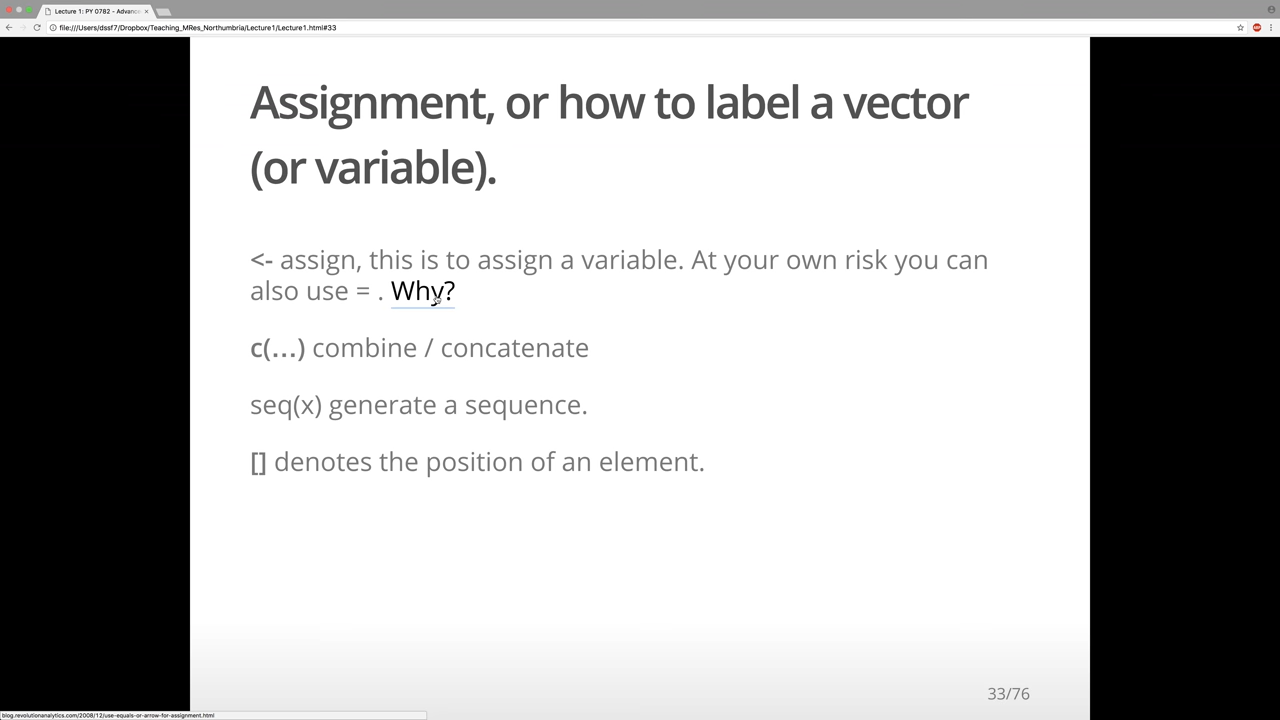 Lecture 1: PY 0782 - Advanc
file:///Users/dssf7/Dropbox/Teaching_MRes_Northumbria/Lecture1/Lecture1.html#33
Assignment, or how to label a vector
(or variable).
<- assign, this is to assign a variable. At your own risk you can
also use = . Why?
c(...) combine / concatenate
seq(x) generate a sequence.
[] denotes the position of an element.
33/76
blog.revolutionanalytics.com/2008/12/use-equals-or-arrow-for-assignment.html